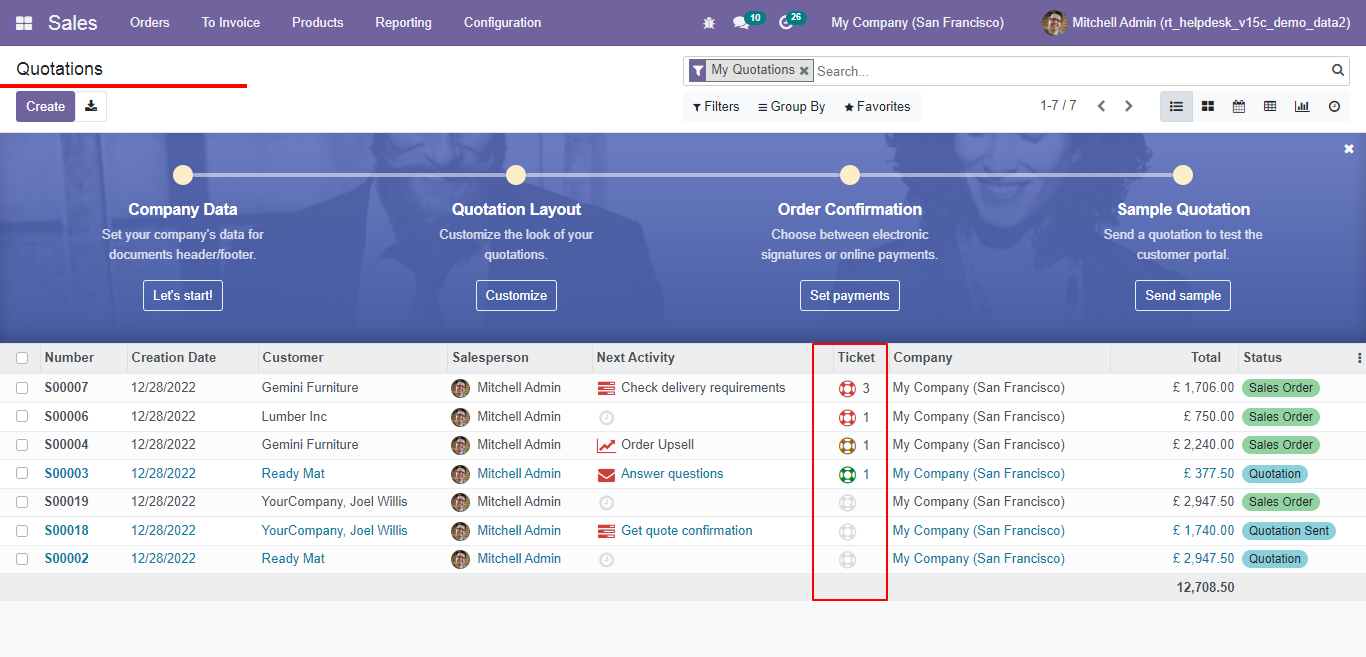 Sales Orders To Invoice Products Reporting Configuration 10 26 My Company (San Francisco) Mitchell Admin (rt_helpdesk_v15c_demo_data2)
Quotations My Quotations Search...
Create Filters Group By Favorites 1-7 / 7
Company Data Quotation Layout Order Confirmation Sample Quotation
Set your company's data for Customize the look of your Choose between electronic Send a quotation to test the
documents header/footer. quotations. signatures or online payments. customer portal.
Let's start! Customize Set payments Send sample
Number Creation Date Customer Salesperson Next Activity Ticket Company Total Status
S00007 12/28/2022 Gemini Furniture Mitchell Admin Check delivery requirements 3 My Company (San Francisco) £ 1,706.00 Sales Order
S00006 12/28/2022 Lumber Inc Mitchell Admin 1 My Company (San Francisco) £ 750.00 Sales Order
S00004 12/28/2022 Gemini Furniture Mitchell Admin Order Upsell 1 My Company (San Francisco) £ 2,240.00 Sales Order
S00003 12/28/2022 Ready Mat Mitchell Admin Answer questions 1 My Company (San Francisco) £ 377.50 Quotation
S00019 12/28/2022 YourCompany, Joel Willis Mitchell Admin My Company (San Francisco) £ 2,947.50 Sales Order
S00018 12/28/2022 YourCompany, Joel Willis Mitchell Admin Get quote confirmation My Company (San Francisco) £ 1,740.00 Quotation Sent
S00002 12/28/2022 Ready Mat Mitchell Admin My Company (San Francisco) £ 2,947.50 Quotation
12,708.50